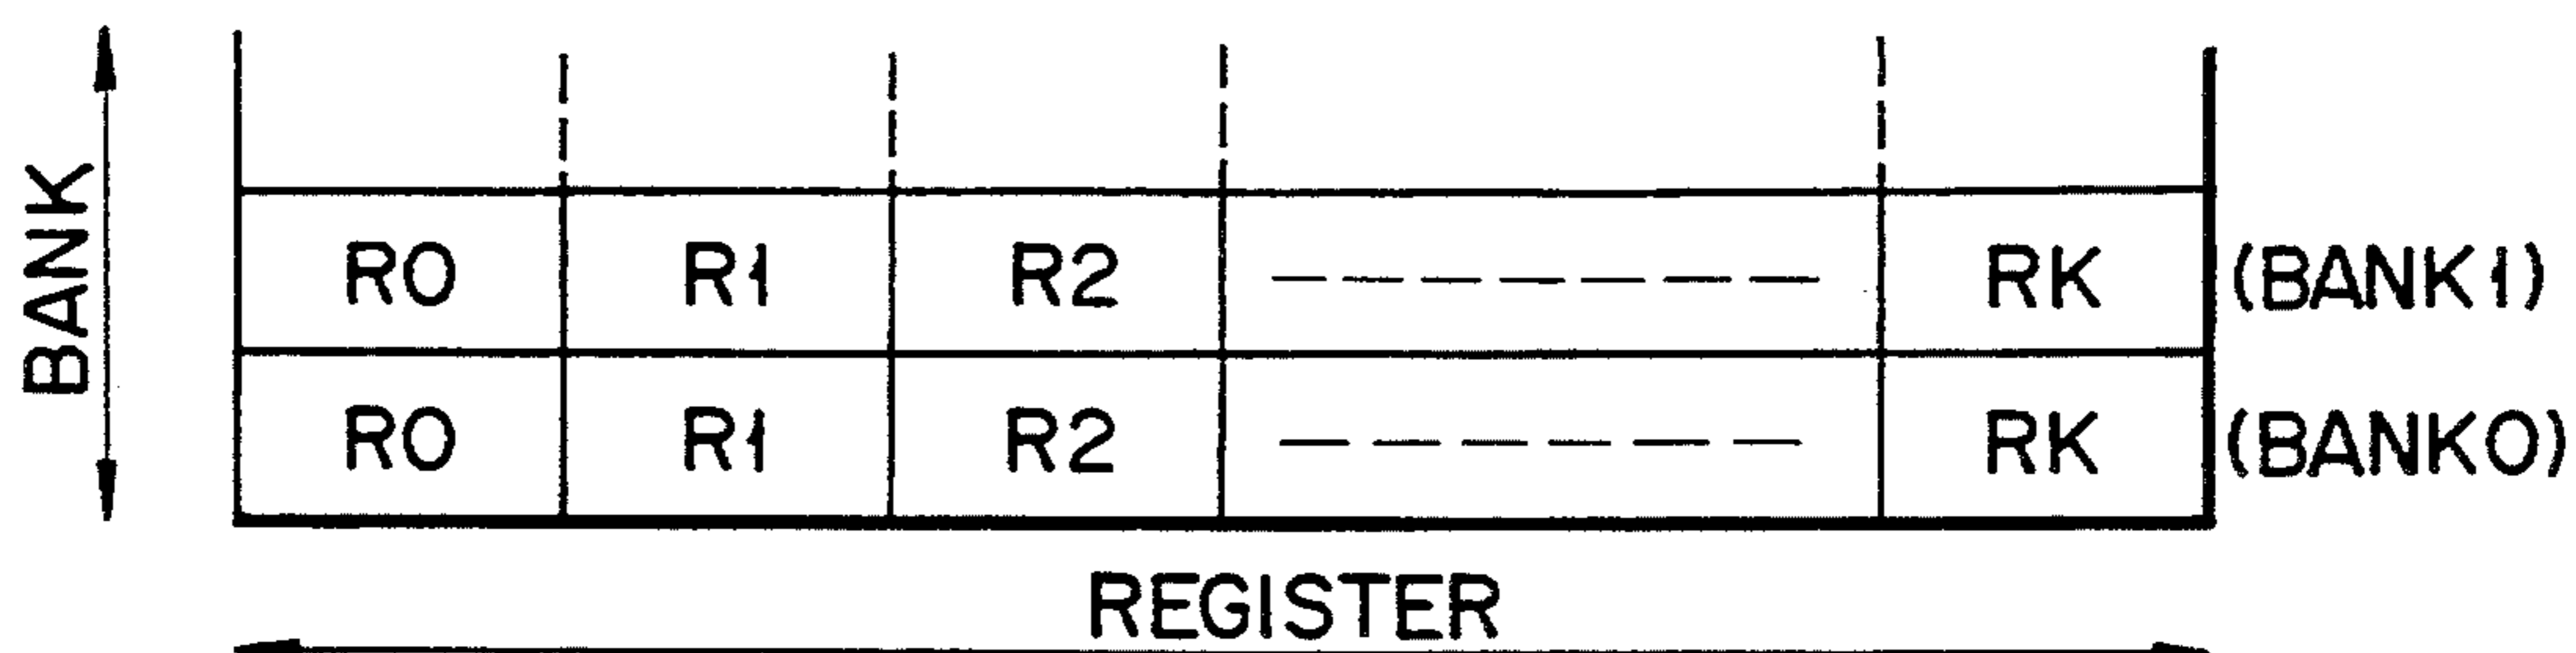 BANK
R0 R1 R2 RK (BANK1)
R0 R1 R2 RK (BANK0)
REGISTER